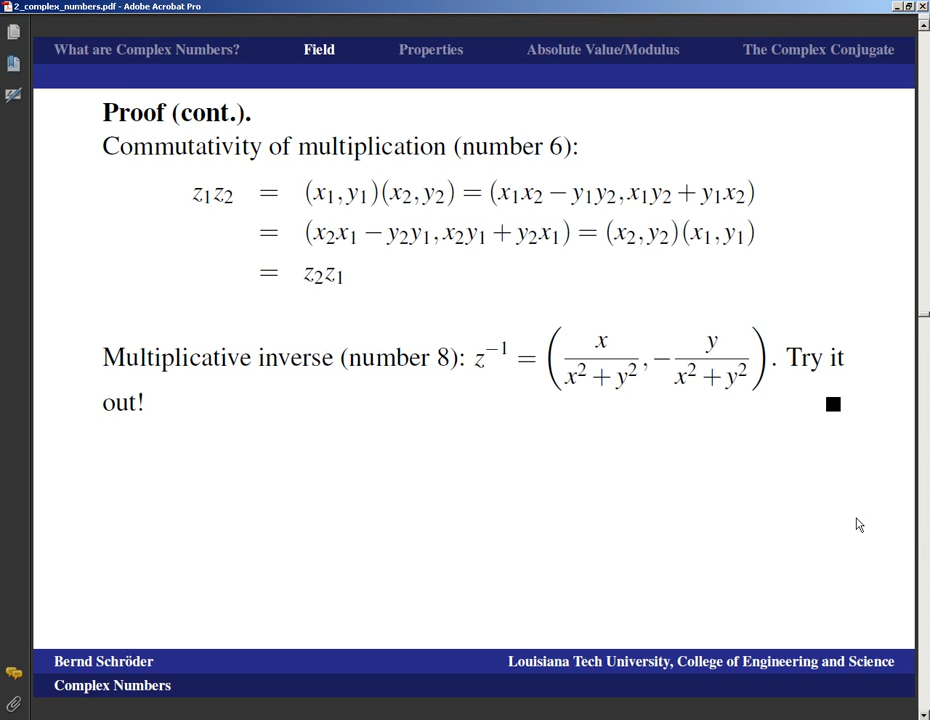 2_complex_numbers.pdf - Adobe Acrobat Pro
What are Complex Numbers? Field Properties Absolute Value/Modulus The Complex Conjugate
Proof (cont.).
Commutativity of multiplication (number 6):
z₁z₂ = (x₁,y₁)(x₂,y₂) = (x₁x₂ − y₁y₂, x₁y₂ + y₁x₂)
= (x₂x₁ − y₂y₁, x₂y₁ + y₂x₁) = (x₂,y₂)(x₁,y₁)
= z₂z₁
Multiplicative inverse (number 8): z⁻¹ = (x/(x² + y²), −y/(x² + y²)). Try it
out! ■
Bernd Schröder Louisiana Tech University, College of Engineering and Science
Complex Numbers